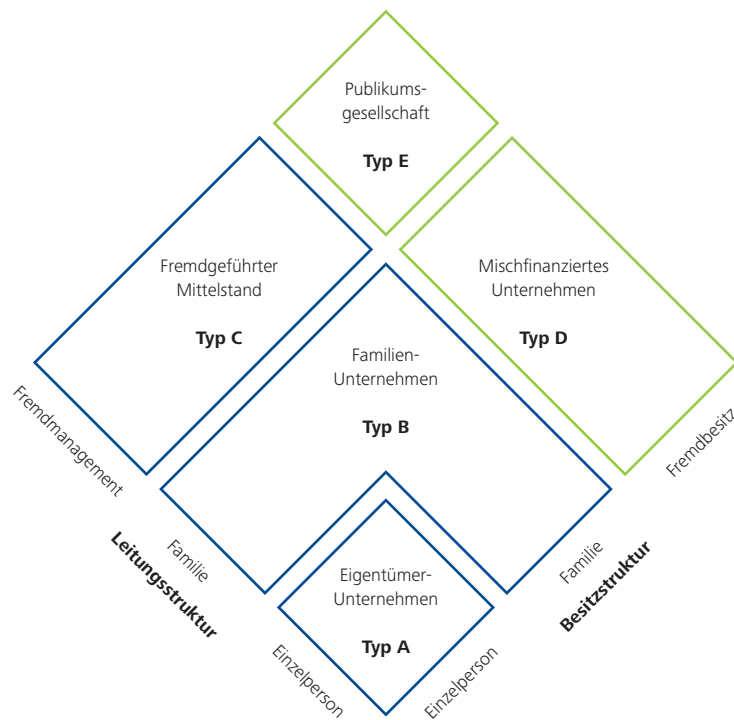 Publikums-
gesellschaft
Typ E
Fremdgeführter
Mittelstand
Typ C
Mischfinanziertes
Unternehmen
Typ D
Familien-
Unternehmen
Typ B
Fremdmanagement
Fremdbesitz
Leitungsstruktur
Familie
Familie
Besitzstruktur
Eigentümer-
Unternehmen
Typ A
Einzelperson
Einzelperson